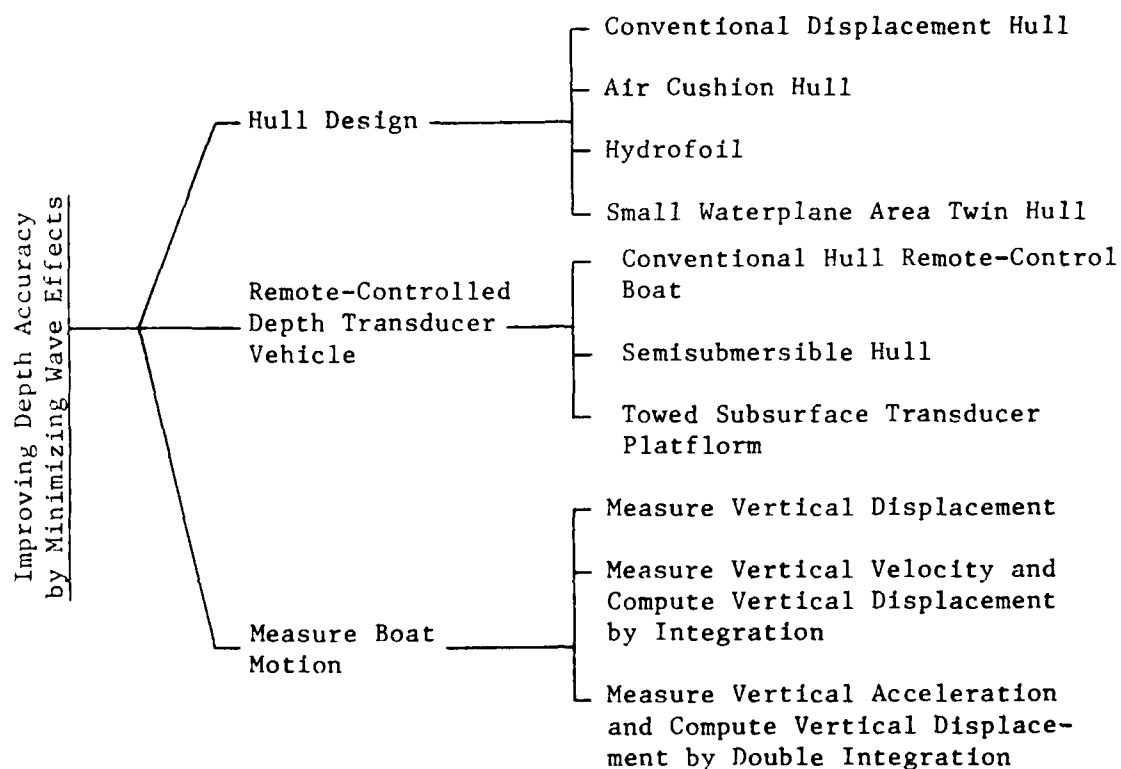 Improving Depth Accuracy
by Minimizing Wave Effects
Hull Design
Conventional Displacement Hull
Air Cushion Hull
Hydrofoil
Small Waterplane Area Twin Hull
Remote-Controlled
Depth Transducer
Vehicle
Conventional Hull Remote-Control
Boat
Semisubmersible Hull
Towed Subsurface Transducer
Platflorm
Measure Boat
Motion
Measure Vertical Displacement
Measure Vertical Velocity and
Compute Vertical Displacement
by Integration
Measure Vertical Acceleration
and Compute Vertical Displace-
ment by Double Integration